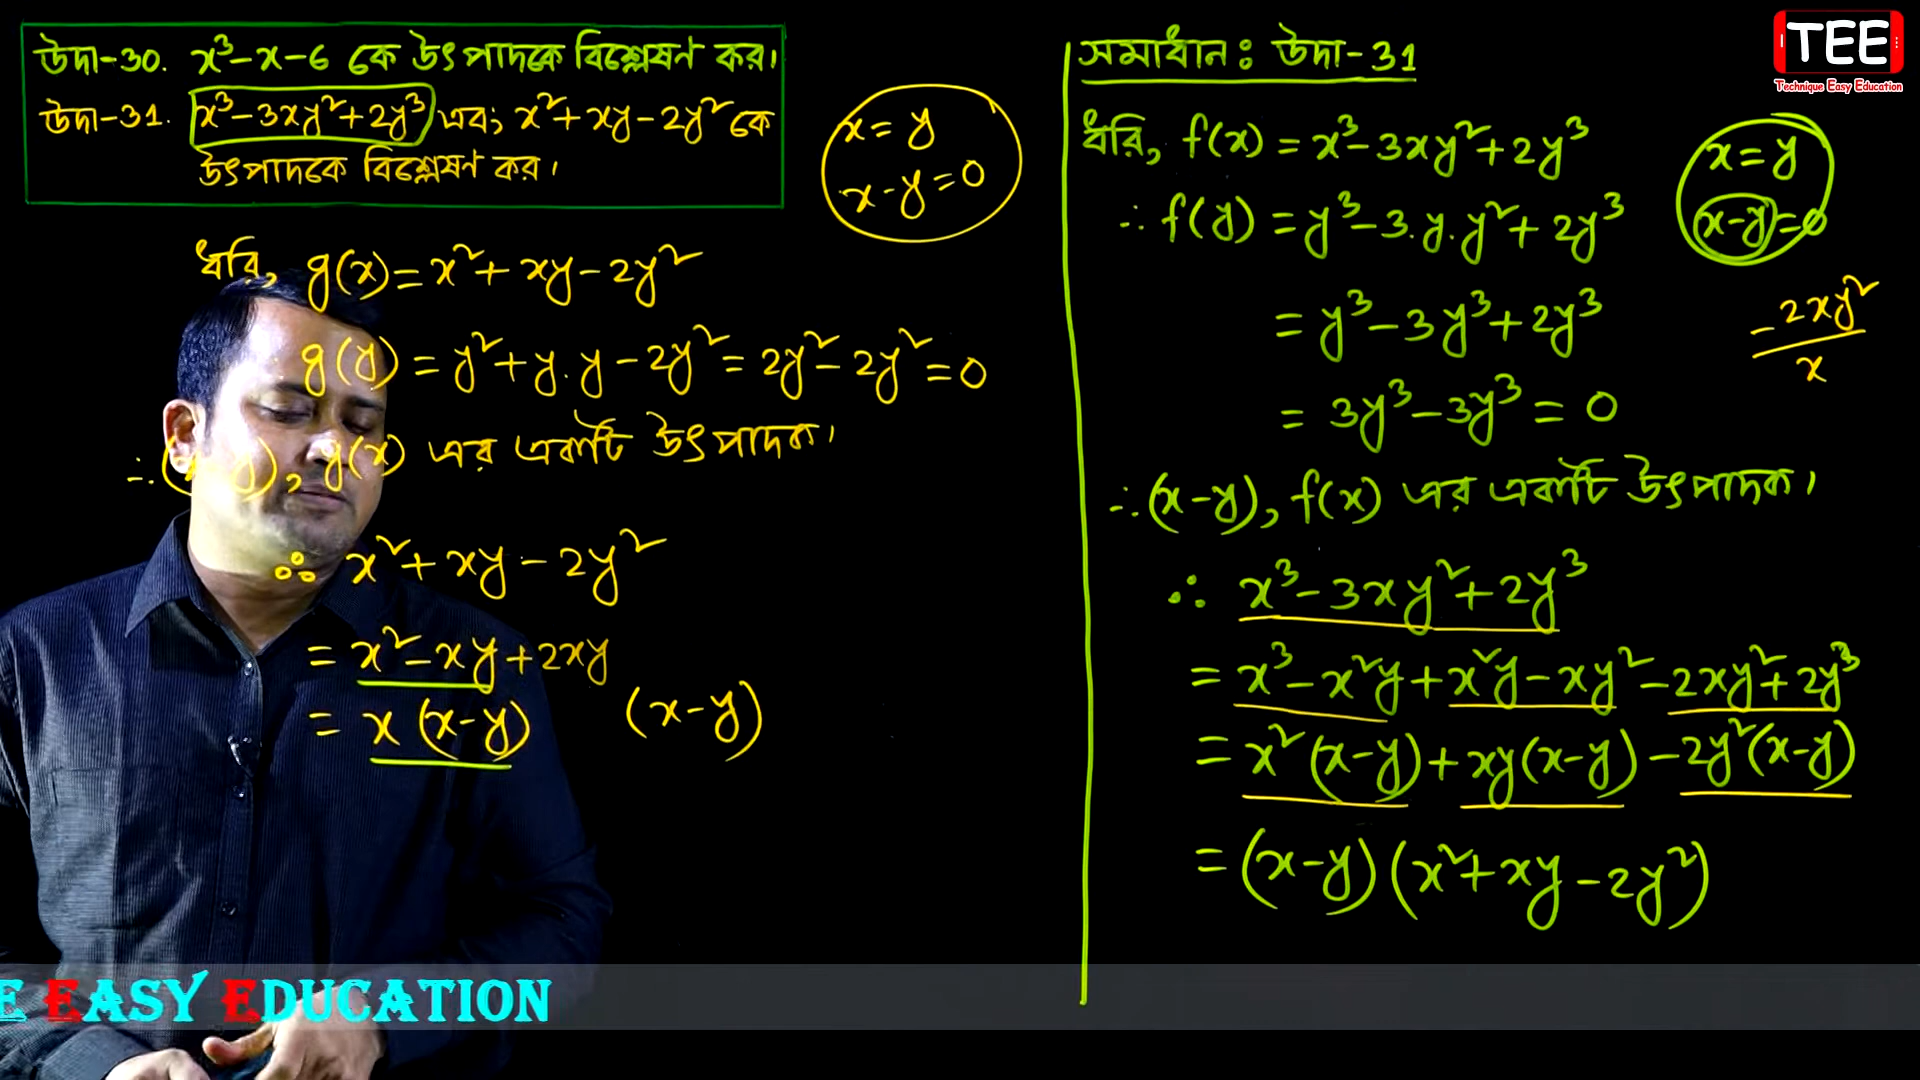 উদা-30. x³-x-6 কে উৎপাদকে বিশ্লেষণ কর।
উদা-31. x³-3xy²+2y³ এবং x²+xy-2y² কে
উৎপাদকে বিশ্লেষণ কর।
x=y
x-y=0
ধরি, g(x)=x²+xy-2y²
g(y)=y²+y.y-2y²=2y²-2y²=0
∴ (x-y), g(x) এর একটি উৎপাদক।
∴ x²+xy-2y²
= x²-xy+2xy
= x(x-y) (x-y)
সমাধান: উদা-31
ধরি, f(x)=x³-3xy²+2y³
∴ f(y)=y³-3.y.y²+2y³
= y³-3y³+2y³
= 3y³-3y³=0
∴ (x-y), f(x) এর একটি উৎপাদক।
∴ x³-3xy²+2y³
= x³-x²y+x²y-xy²-2xy²+2y³
= x²(x-y)+xy(x-y)-2y²(x-y)
= (x-y)(x²+xy-2y²)
x=y
x-y=0
-2xy²
x
TEE
Technique Easy Education
E EASY EDUCATION